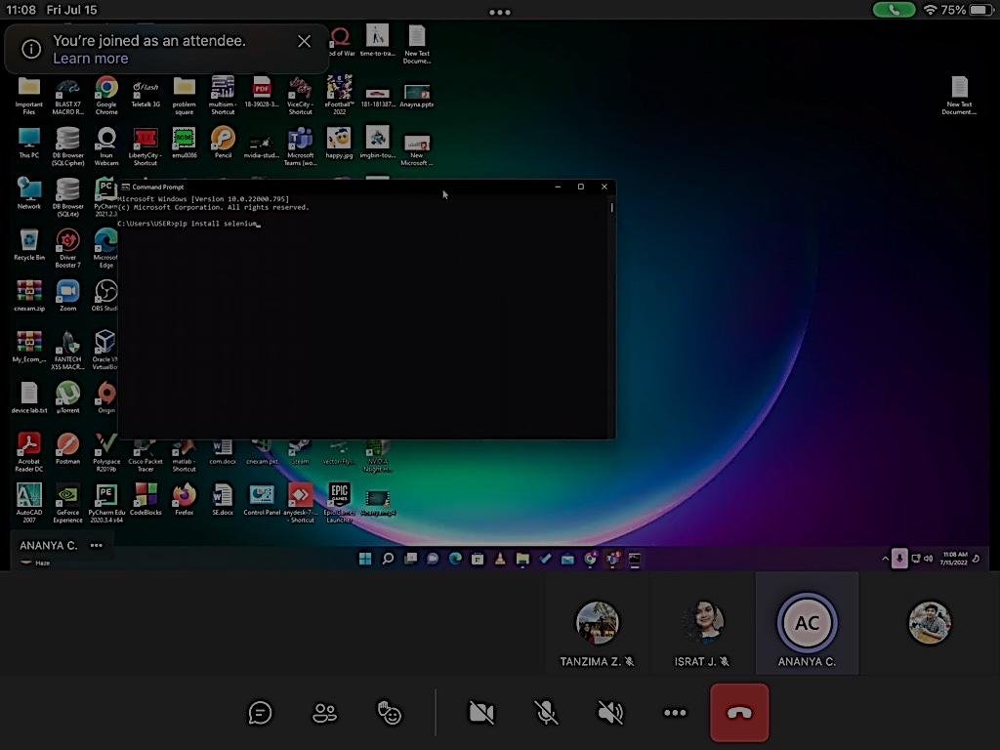 11:08 Fri Jul 15
75%
You're joined as an attendee.
Learn more
time-to-tra...
New Text
Docume...
Important
Files
BLAST X7
MACRO R...
Google
Chrome
Teletalk 3G
problem
square
multisim -
Shortcut
18-39028-3...
ViceCity -
Shortcut
eFootball™
2022
181-181387...
Anayna.pptx
New Text
Document...
This PC
DB Browser
(SQLCipher)
Iriun
Webcam
LibertyCity -
Shortcut
emu8086
Pencil
nvidia-stud...
Microsoft
Teams (wo...
happy.jpg
imgbin-tou...
New
Microsoft ...
Network
DB Browser
(SQLite)
PyCharm
2021.2.3
Command Prompt
Microsoft Windows [Version 10.0.22000.795]
(c) Microsoft Corporation. All rights reserved.
C:\Users\USER>pip install selenium_
Recycle Bin
Driver
Booster 7
Microsof
Edge
cnexam.zip
Zoom
OBS Studi
My_Ecom_...
FANTECH
X5S MACR...
Oracle VM
VirtualBo
device lab.txt
µTorrent
Origin
Acrobat
Reader DC
Postman
Polyspace
R2019b
Cisco Packet
Tracer
matlab -
Shortcut
com.docx
cnexam.pkt
Steam
vector-Fly...
NVIDIA
Nsight H...
AutoCAD
2007
GeForce
Experience
PyCharm Edu
2020.3.4 x64
CodeBlocks
Firefox
SE.docx
Control Panel
anydesk-7-...
- Shortcut
Epic Games
Launcher
Ananya.mp4
ANANYA C.
Haze
11:08 AM
7/15/2022
TANZIMA Z.
ISRAT J.
AC
ANANYA C.